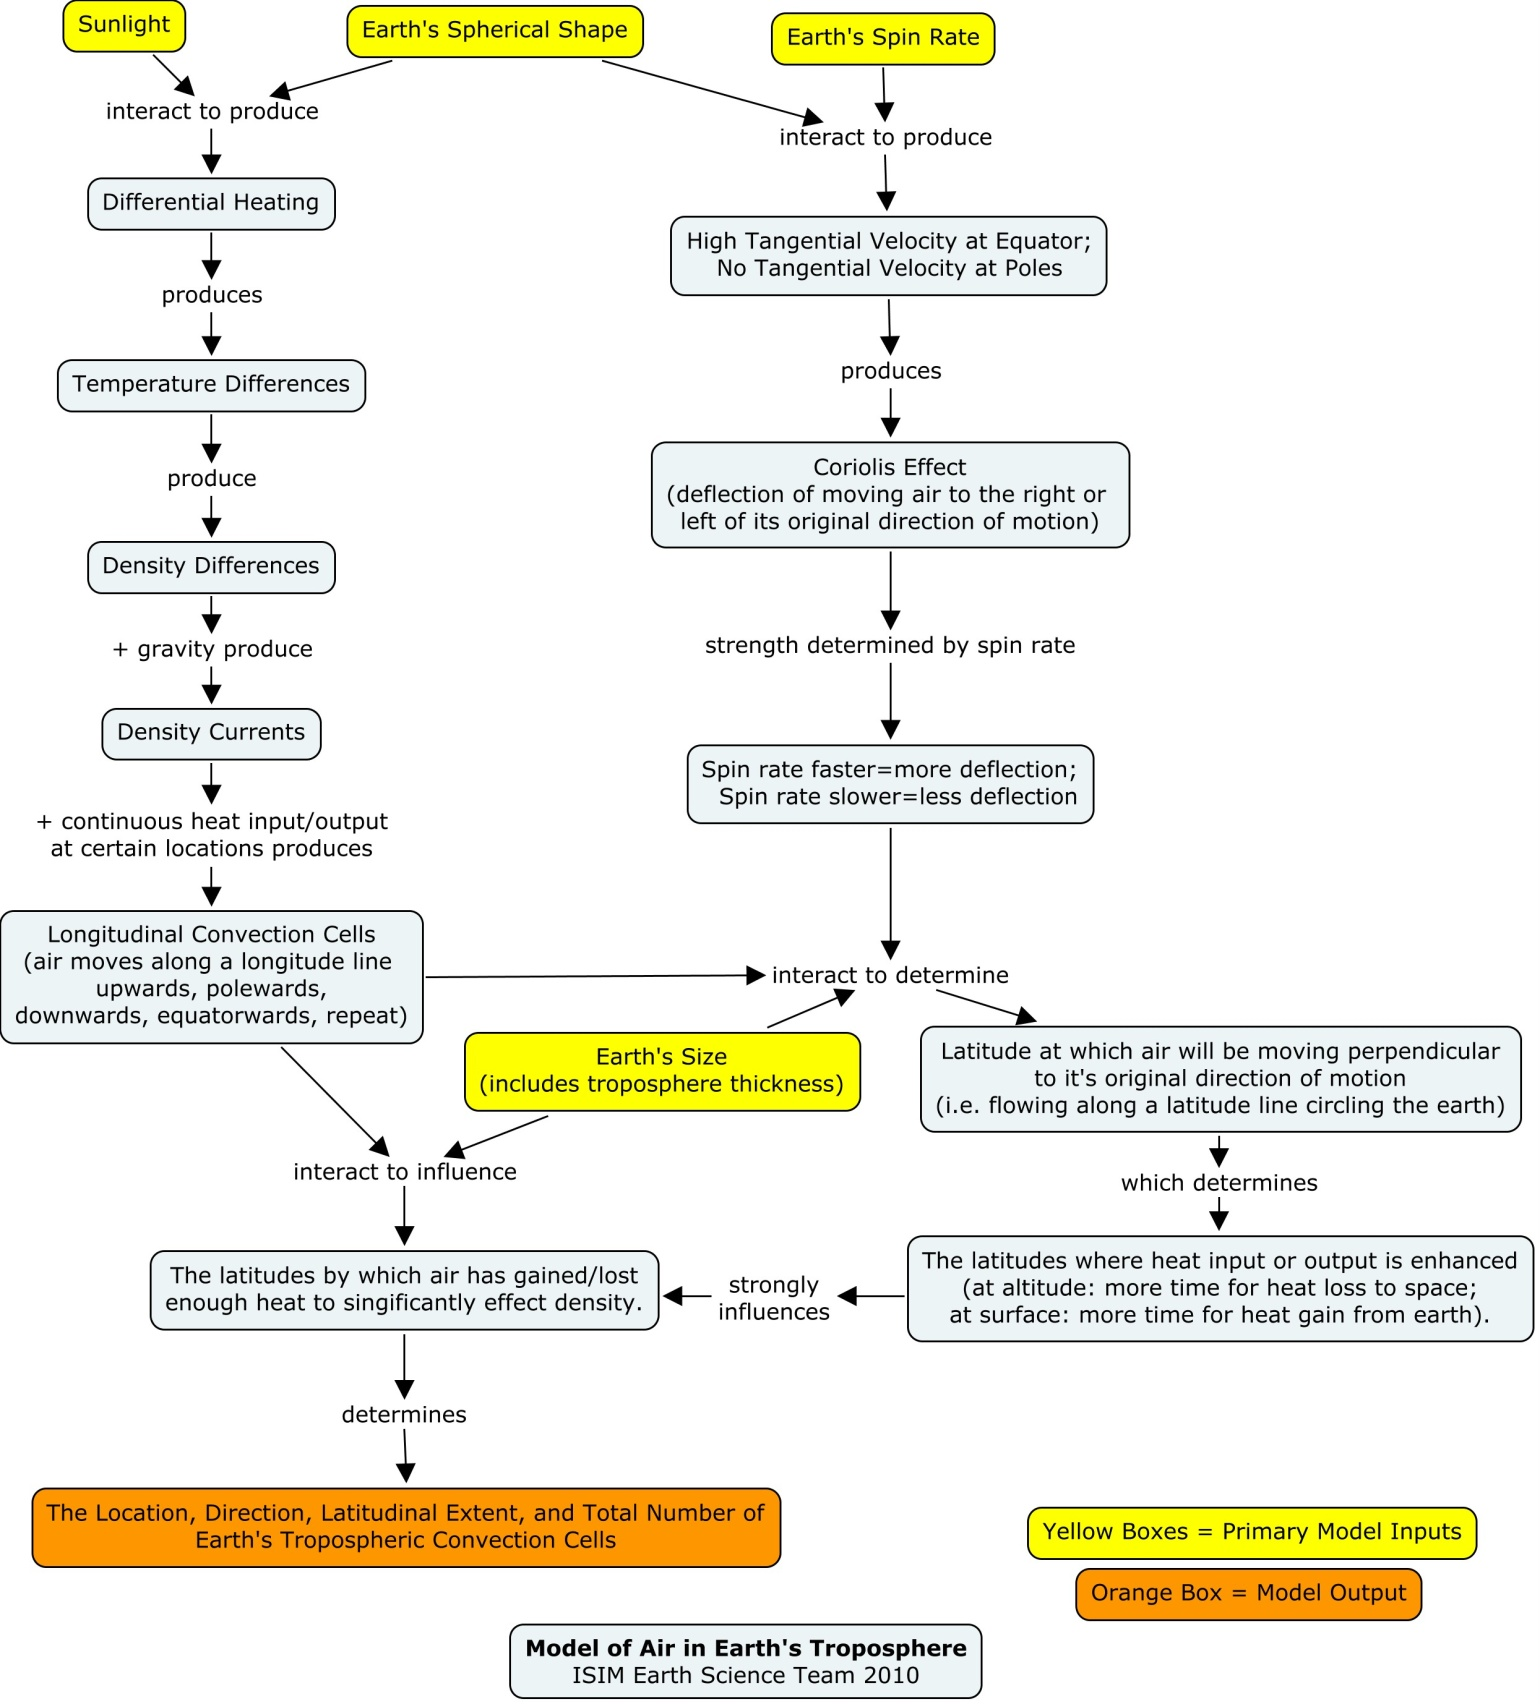 Sunlight
Earth's Spherical Shape
Earth's Spin Rate
interact to produce
interact to produce
Differential Heating
High Tangential Velocity at Equator;
No Tangential Velocity at Poles
produces
produces
Temperature Differences
Coriolis Effect
(deflection of moving air to the right or
left of its original direction of motion)
produce
Density Differences
strength determined by spin rate
+ gravity produce
Density Currents
Spin rate faster=more deflection;
Spin rate slower=less deflection
+ continuous heat input/output
at certain locations produces
Longitudinal Convection Cells
(air moves along a longitude line
upwards, polewards,
downwards, equatorwards, repeat)
interact to determine
Earth's Size
(includes troposphere thickness)
Latitude at which air will be moving perpendicular
to it's original direction of motion
(i.e. flowing along a latitude line circling the earth)
interact to influence
which determines
The latitudes by which air has gained/lost
enough heat to singificantly effect density.
strongly
influences
The latitudes where heat input or output is enhanced
(at altitude: more time for heat loss to space;
at surface: more time for heat gain from earth).
determines
The Location, Direction, Latitudinal Extent, and Total Number of
Earth's Tropospheric Convection Cells
Yellow Boxes = Primary Model Inputs
Orange Box = Model Output
Model of Air in Earth's Troposphere
ISIM Earth Science Team 2010